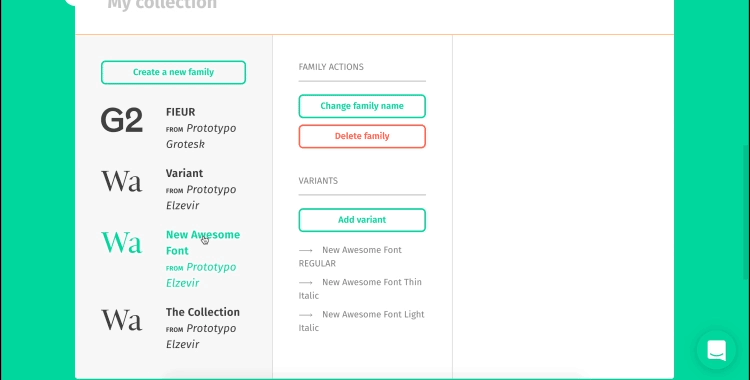 My collection
Create a new family
G2
FIEUR
FROM Prototypo
Grotesk
Wa
Variant
FROM Prototypo
Elzevir
Wa
New Awesome
Font
FROM Prototypo
Elzevir
Wa
The Collection
FROM Prototypo
Elzevir
FAMILY ACTIONS
Change family name
Delete family
VARIANTS
Add variant
⟶ New Awesome Font
REGULAR
⟶ New Awesome Font Thin
Italic
⟶ New Awesome Font Light
Italic